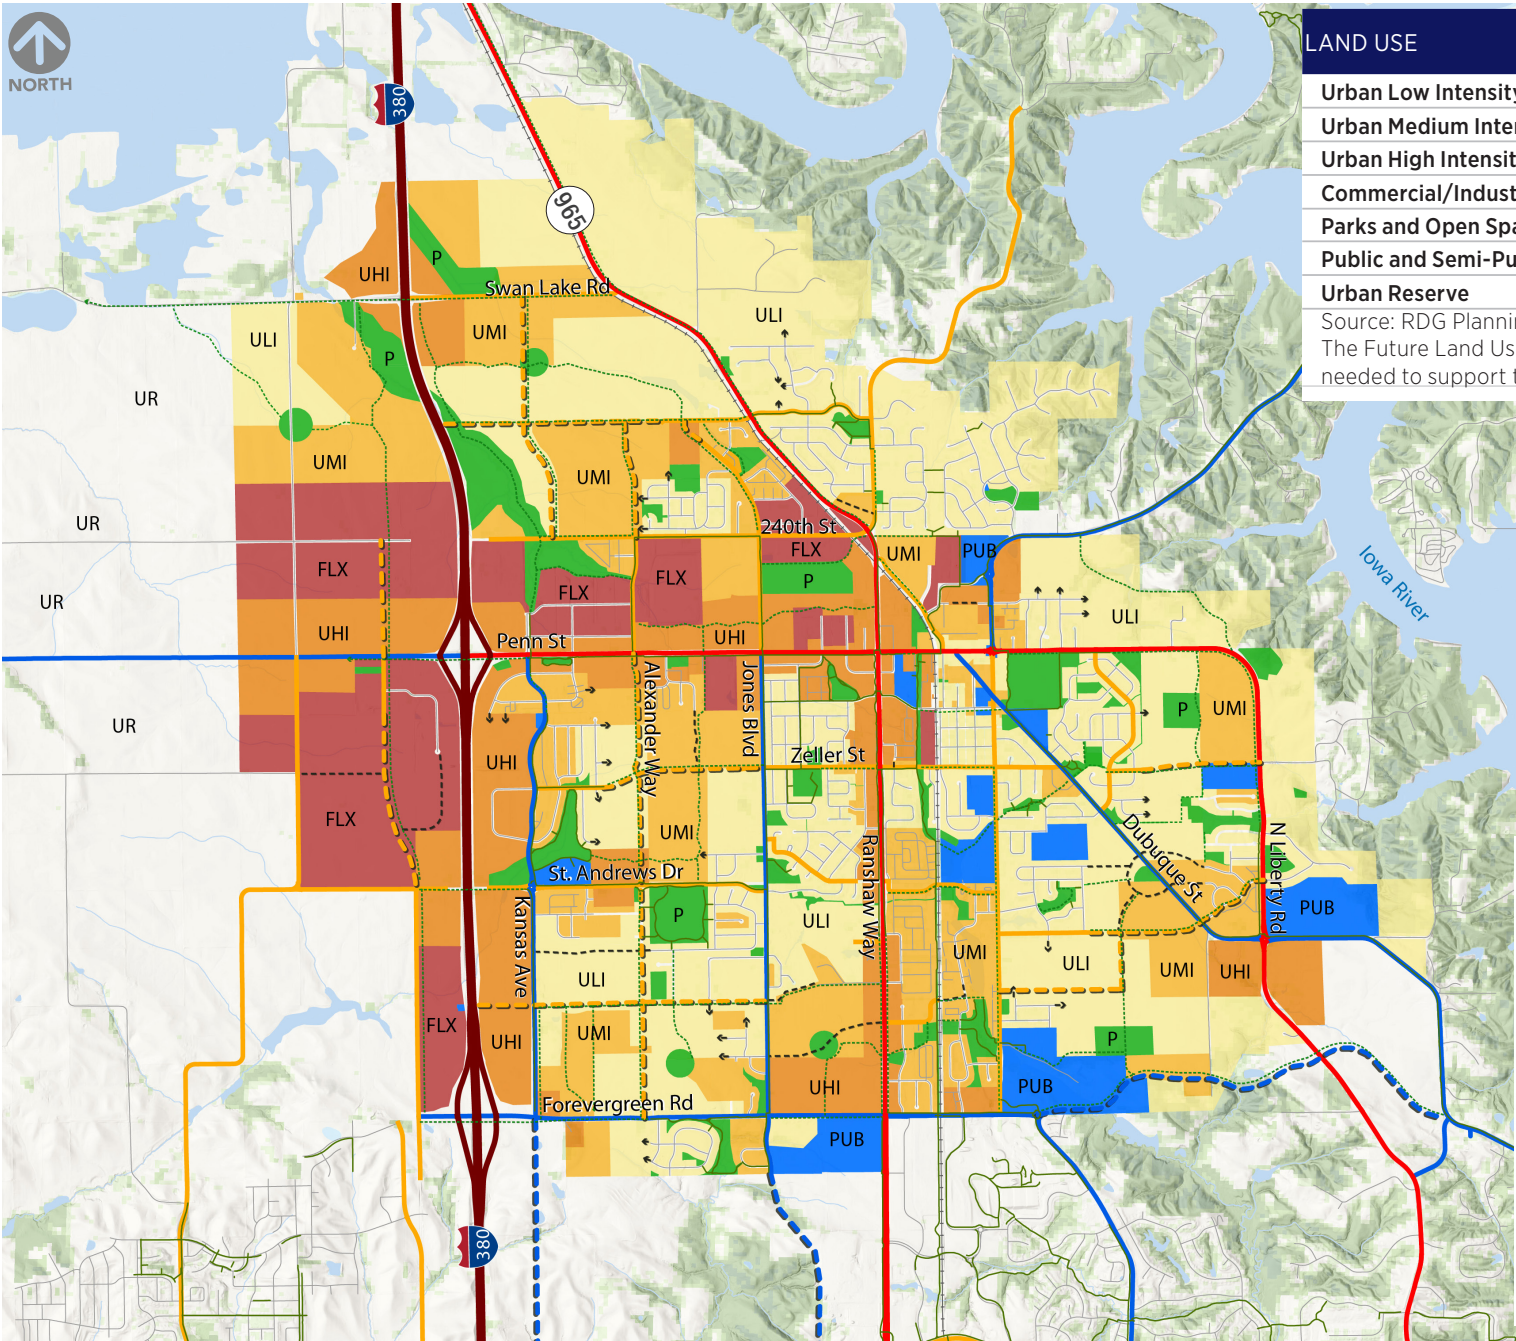 NORTH
380
965
LAND USE
Urban Low Intensity
Urban Medium Inter
Urban High Intensit
Commercial/Indust
Parks and Open Spa
Public and Semi-Pu
Urban Reserve
Source: RDG Plannin
The Future Land Us
needed to support t
UHI
P
Swan Lake Rd
ULI
ULI
UMI
P
UR
UMI
UMI
UR
240th St
FLX
UMI
PUB
FLX
FLX
FLX
P
Iowa River
UR
ULI
UHI
Penn St
UHI
Alexander Way
Jones Blvd
P
UMI
UR
UHI
Zeller St
FLX
UMI
Ranshaw Way
Dubuque St
N Liberty Rd
St. Andrews Dr
Kansas Ave
P
ULI
PUB
UMI
ULI
UMI
UHI
ULI
FLX
UHI
UMI
P
UHI
PUB
Forevergreen Rd
PUB
380